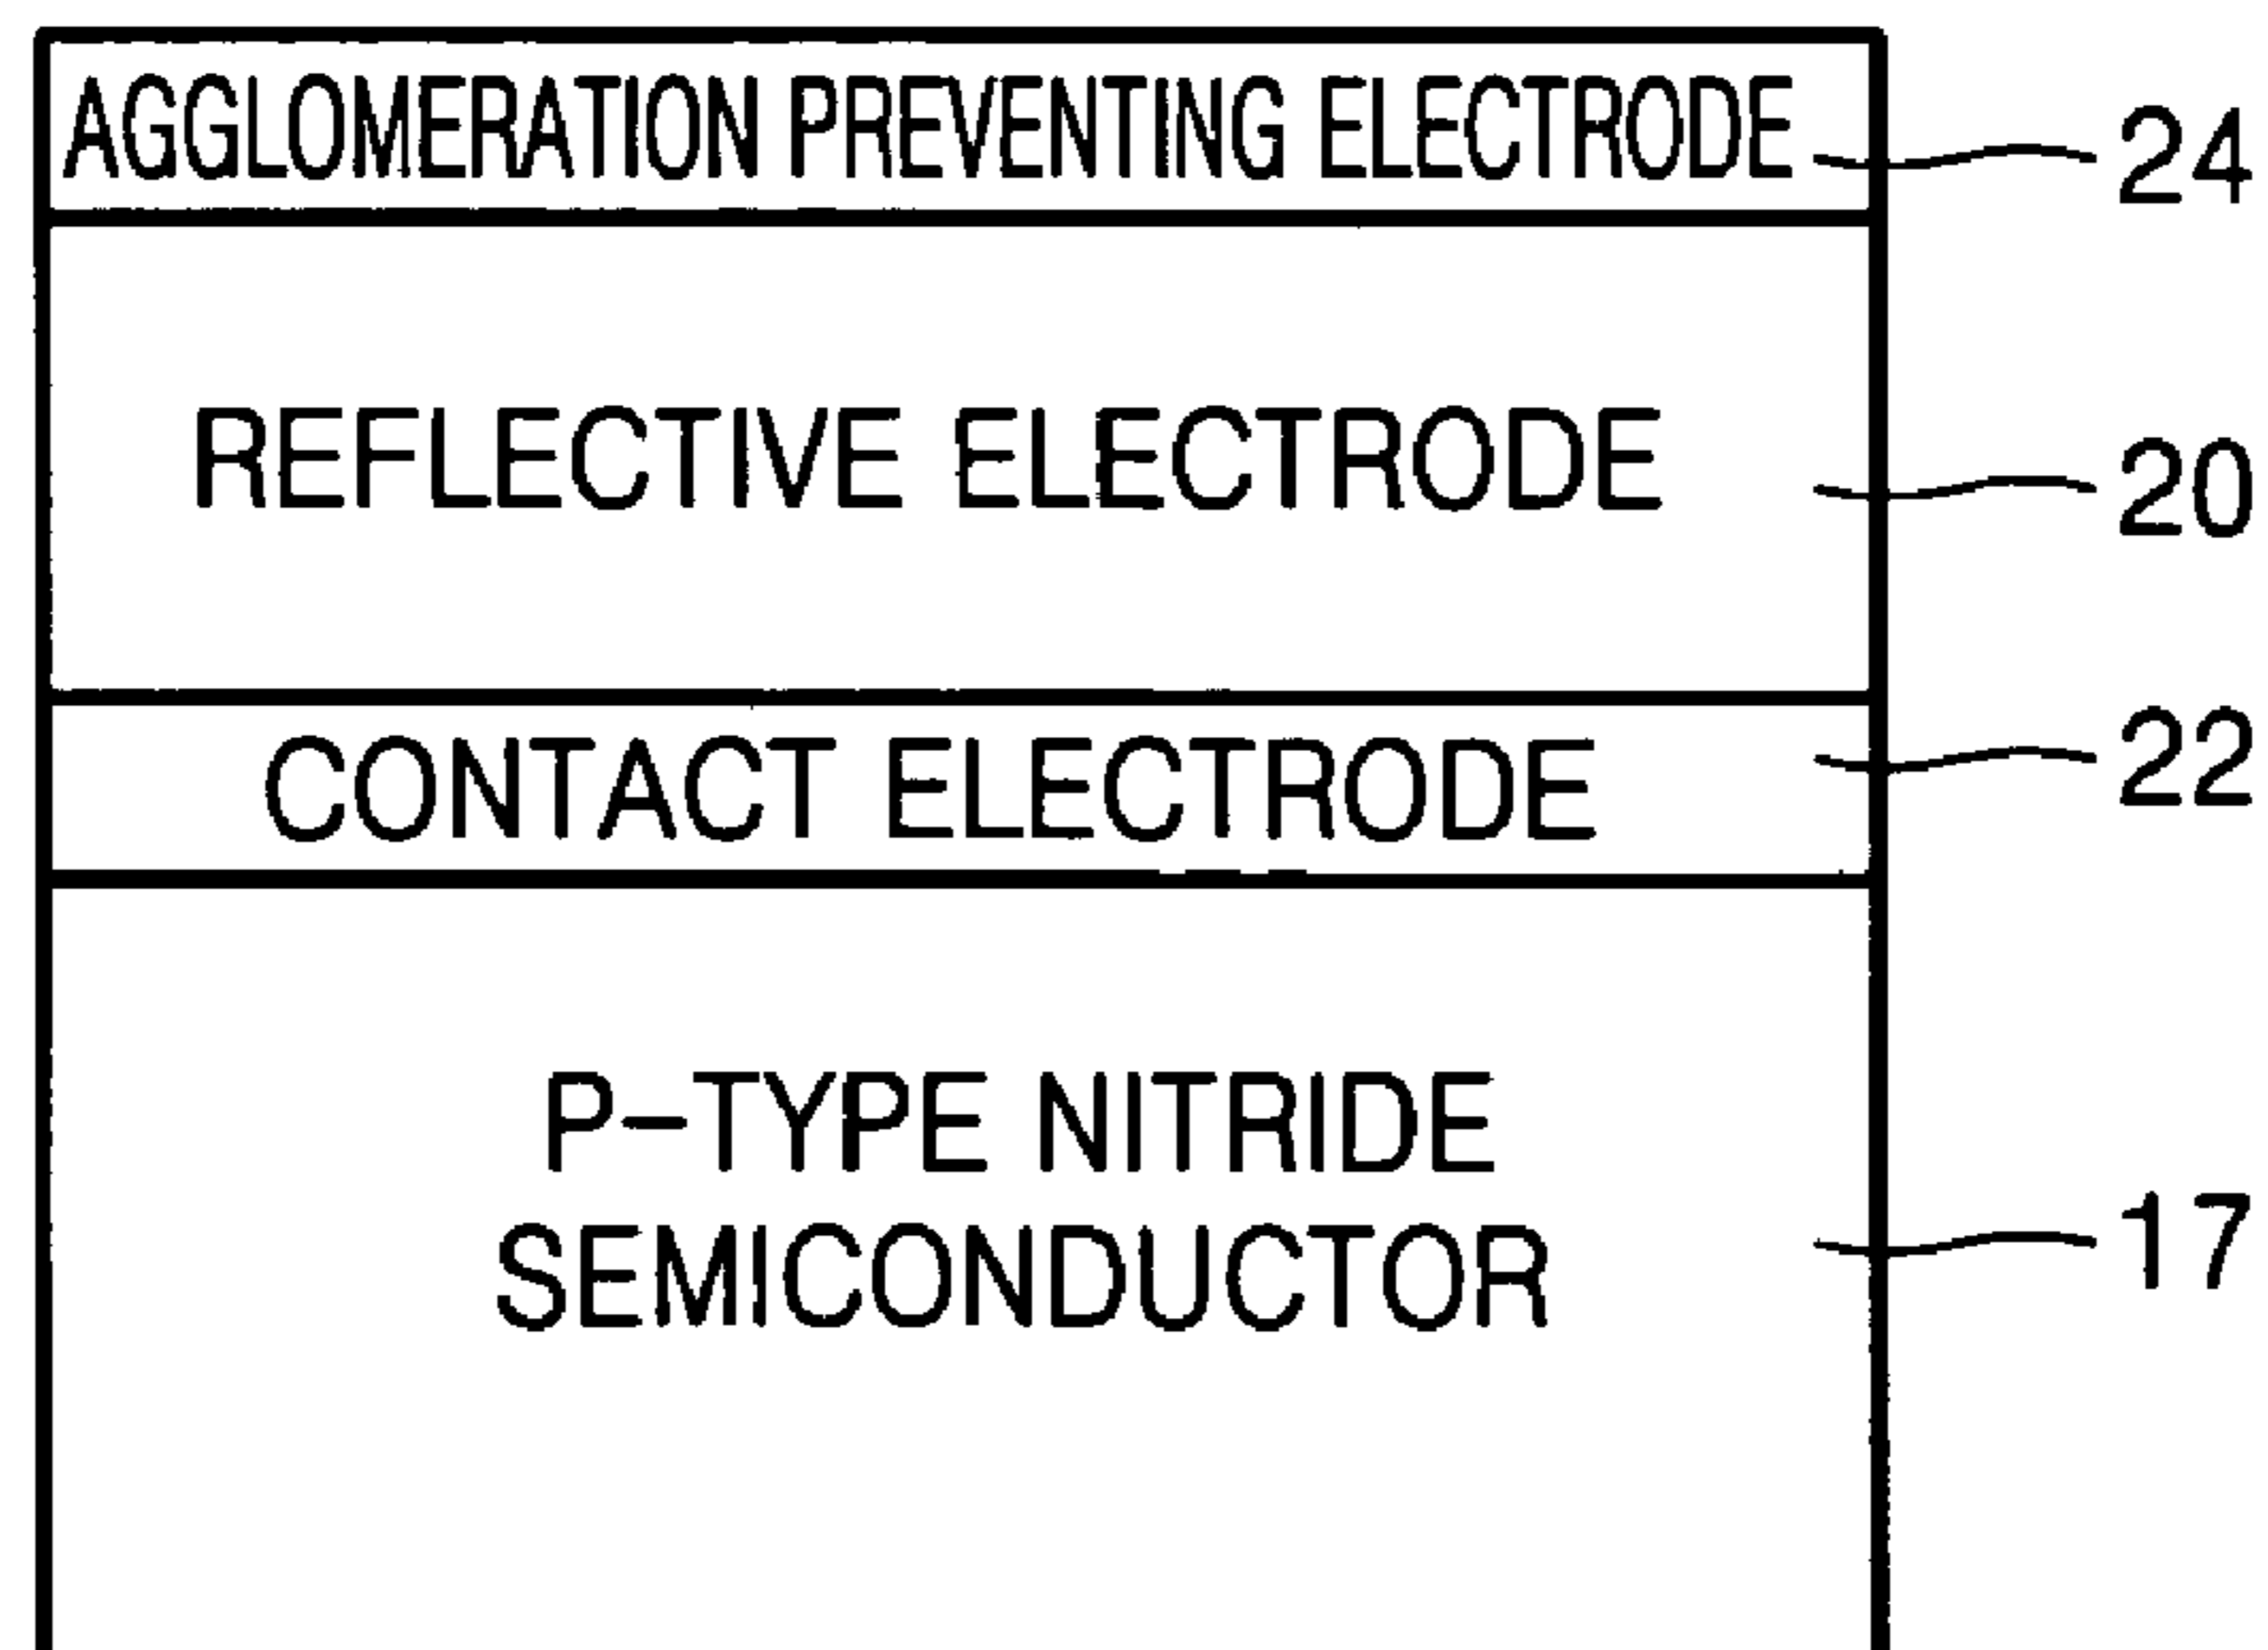 AGGLOMERATION PREVENTING ELECTRODE 24
REFLECTIVE ELECTRODE 20
CONTACT ELECTRODE 22
P-TYPE NITRIDE
SEMICONDUCTOR 17